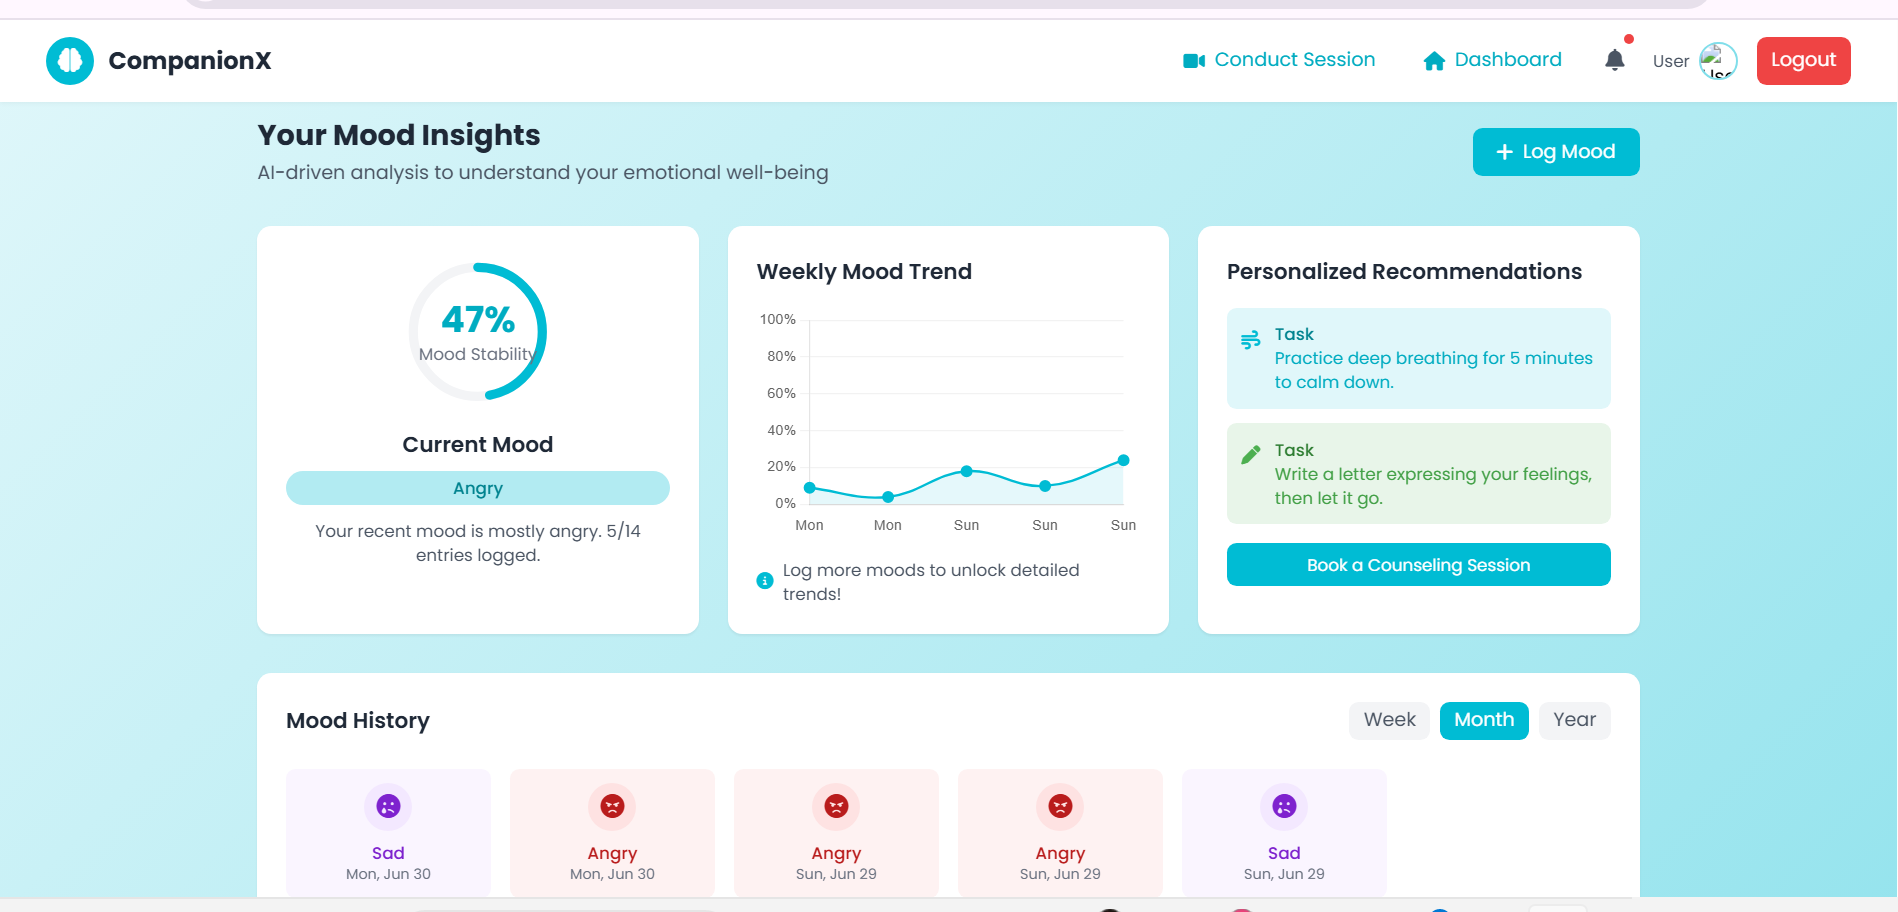 CompanionX
Conduct Session
Dashboard
User
Logout
Your Mood Insights
AI-driven analysis to understand your emotional well-being
+ Log Mood
47%
Mood Stability
Current Mood
Angry
Your recent mood is mostly angry. 5/14
entries logged.
Weekly Mood Trend
100%
80%
60%
40%
20%
0%
Mon Mon Sun Sun Sun
Log more moods to unlock detailed
trends!
Personalized Recommendations
Task
Practice deep breathing for 5 minutes
to calm down.
Task
Write a letter expressing your feelings,
then let it go.
Book a Counseling Session
Mood History
Week Month Year
Sad
Mon, Jun 30
Angry
Mon, Jun 30
Angry
Sun, Jun 29
Angry
Sun, Jun 29
Sad
Sun, Jun 29